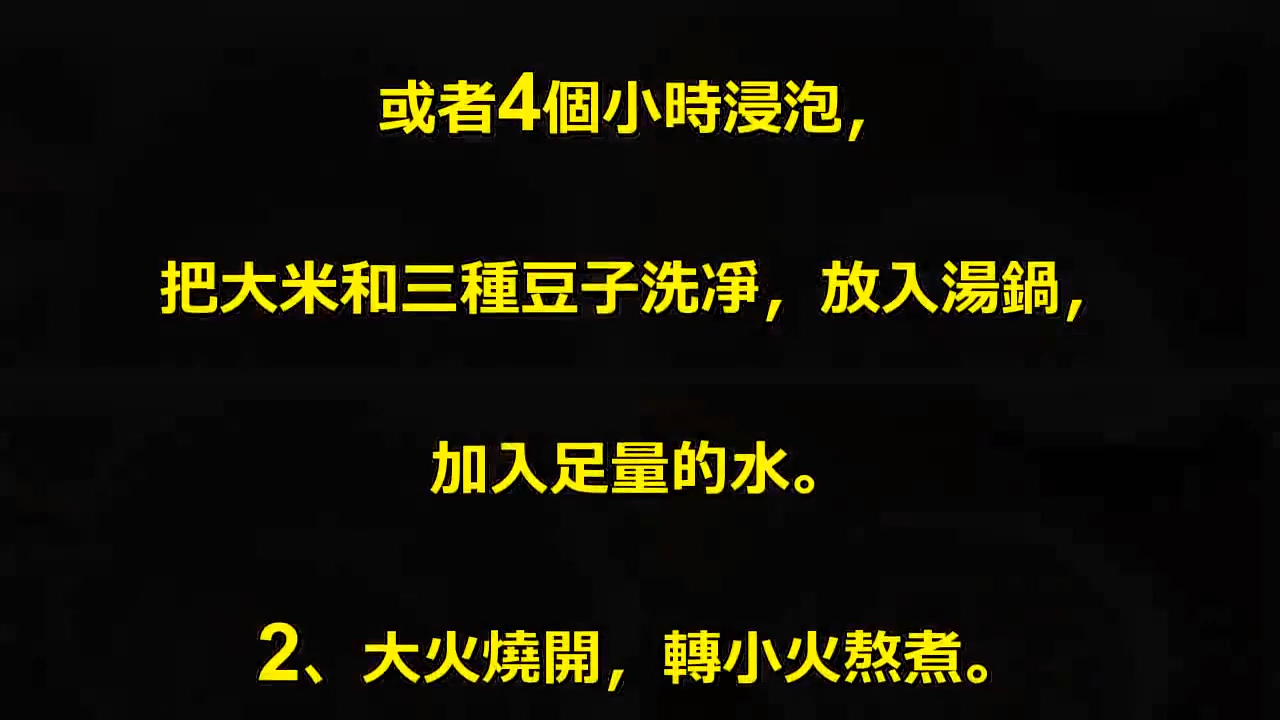 或者4個小時浸泡，
把大米和三種豆子洗凈，放入湯鍋，
加入足量的水。
2、大火燒開，轉小火熬煮。